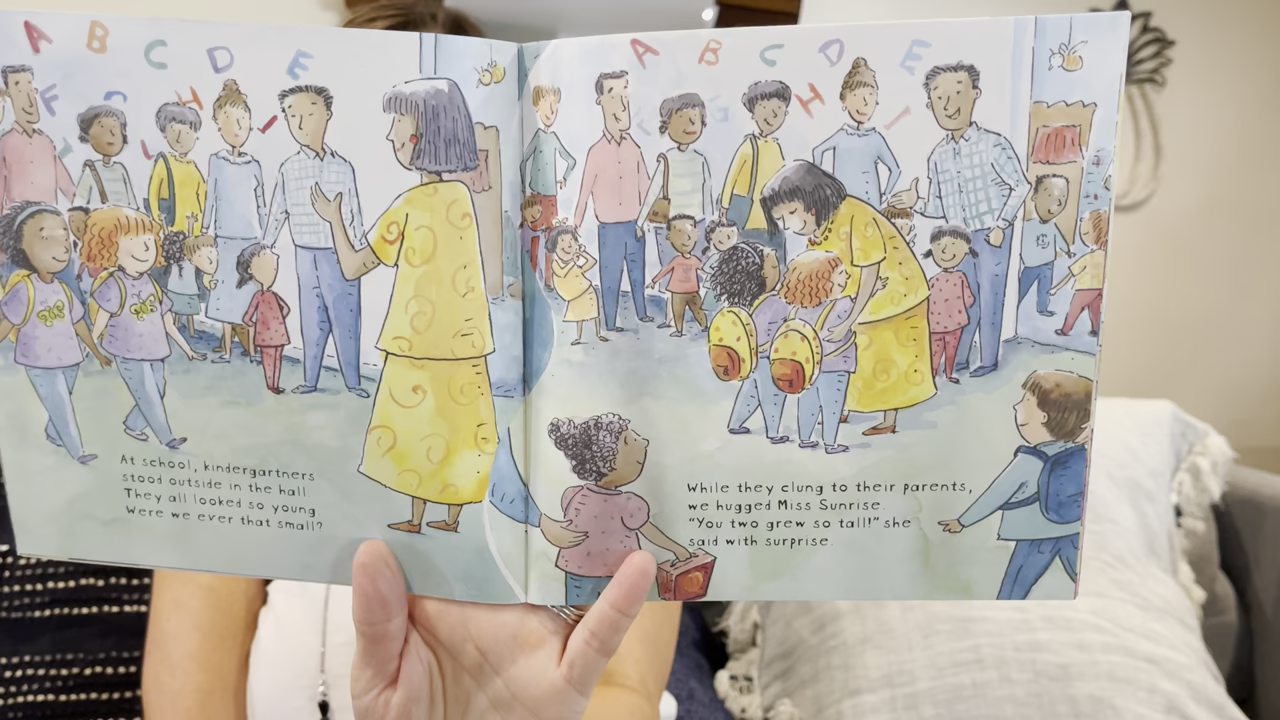 A B C D E
F H
At school, kindergartners
stood outside in the hall.
They all looked so young.
Were we ever that small?
A B C D E
H I
While they clung to their parents,
we hugged Miss Sunrise.
"You two grew so tall!" she
said with surprise.